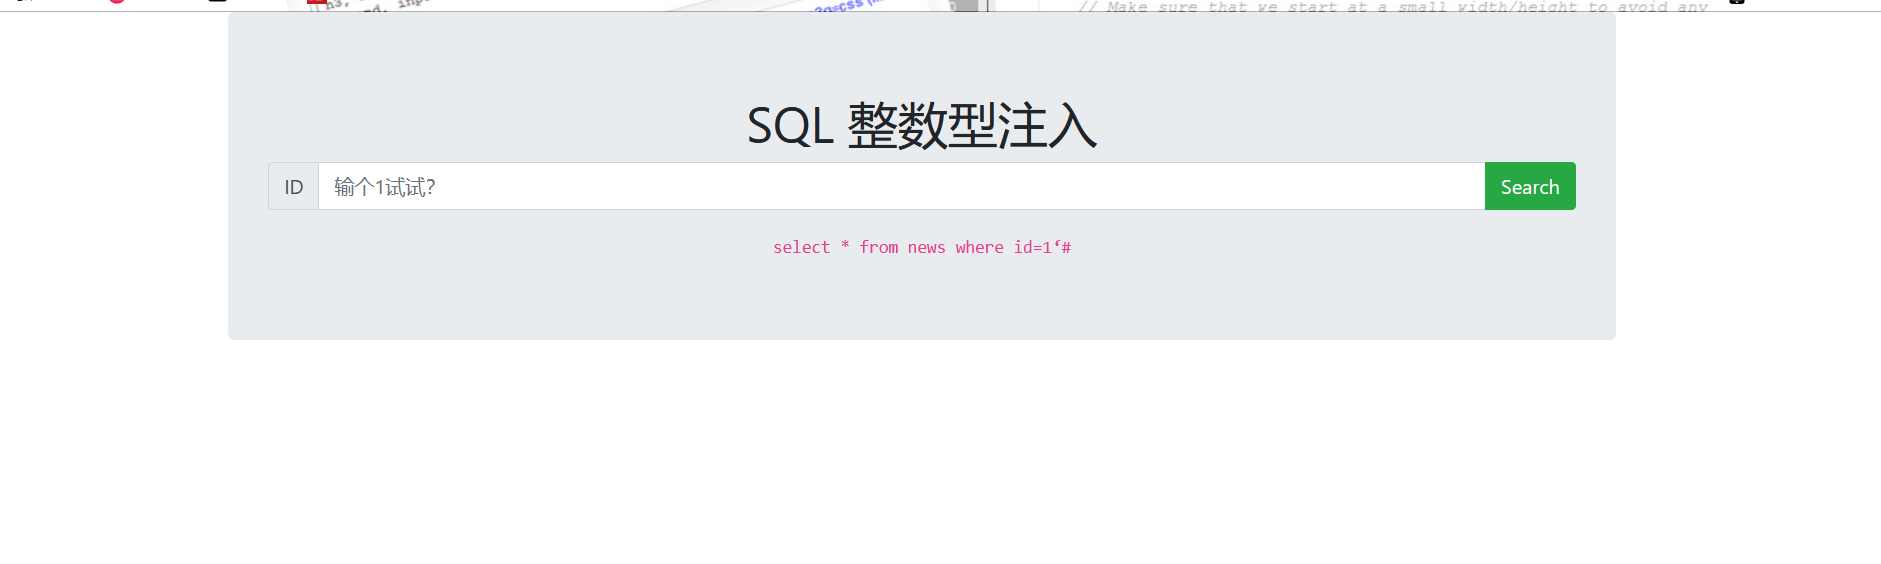 // Make sure that we start at a small width/height to avoid any
SQL 整数型注入
ID 输个1试试? Search
select * from news where id=1‘#